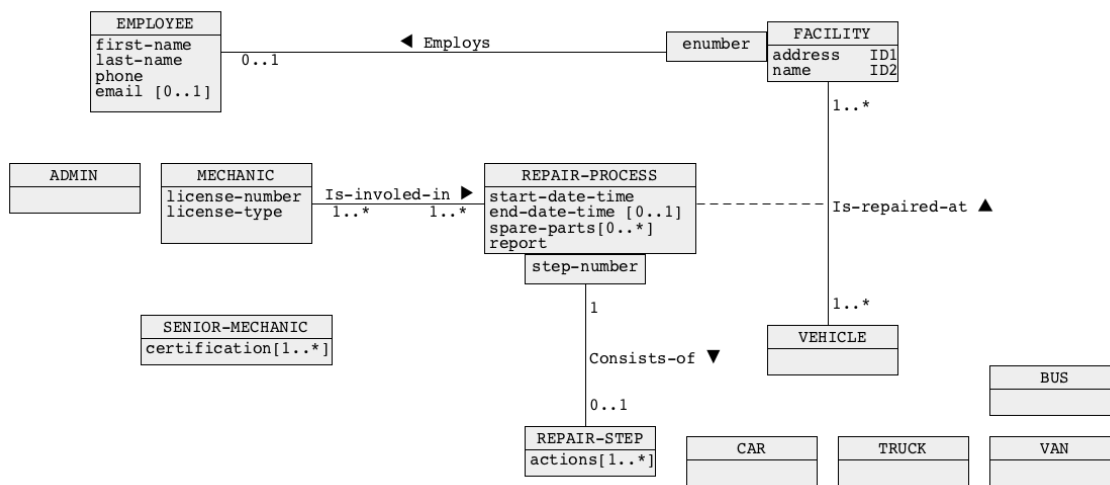 EMPLOYEE
first-name
last-name
phone
email [0..1]
0..1
◀ Employs
enumber
FACILITY
address ID1
name ID2
1..*
ADMIN
MECHANIC
license-number
license-type
Is-involed-in ▶
1..* 1..*
REPAIR-PROCESS
start-date-time
end-date-time [0..1]
spare-parts[0..*]
report
step-number
Is-repaired-at ▲
1..*
1
Consists-of ▼
0..1
SENIOR-MECHANIC
certification[1..*]
VEHICLE
REPAIR-STEP
actions[1..*]
BUS
CAR
TRUCK
VAN